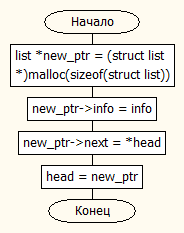 Начало
list *new_ptr = (struct list
*)malloc(sizeof(struct list))
new_ptr->info = info
new_ptr->next = *head
head = new_ptr
Конец